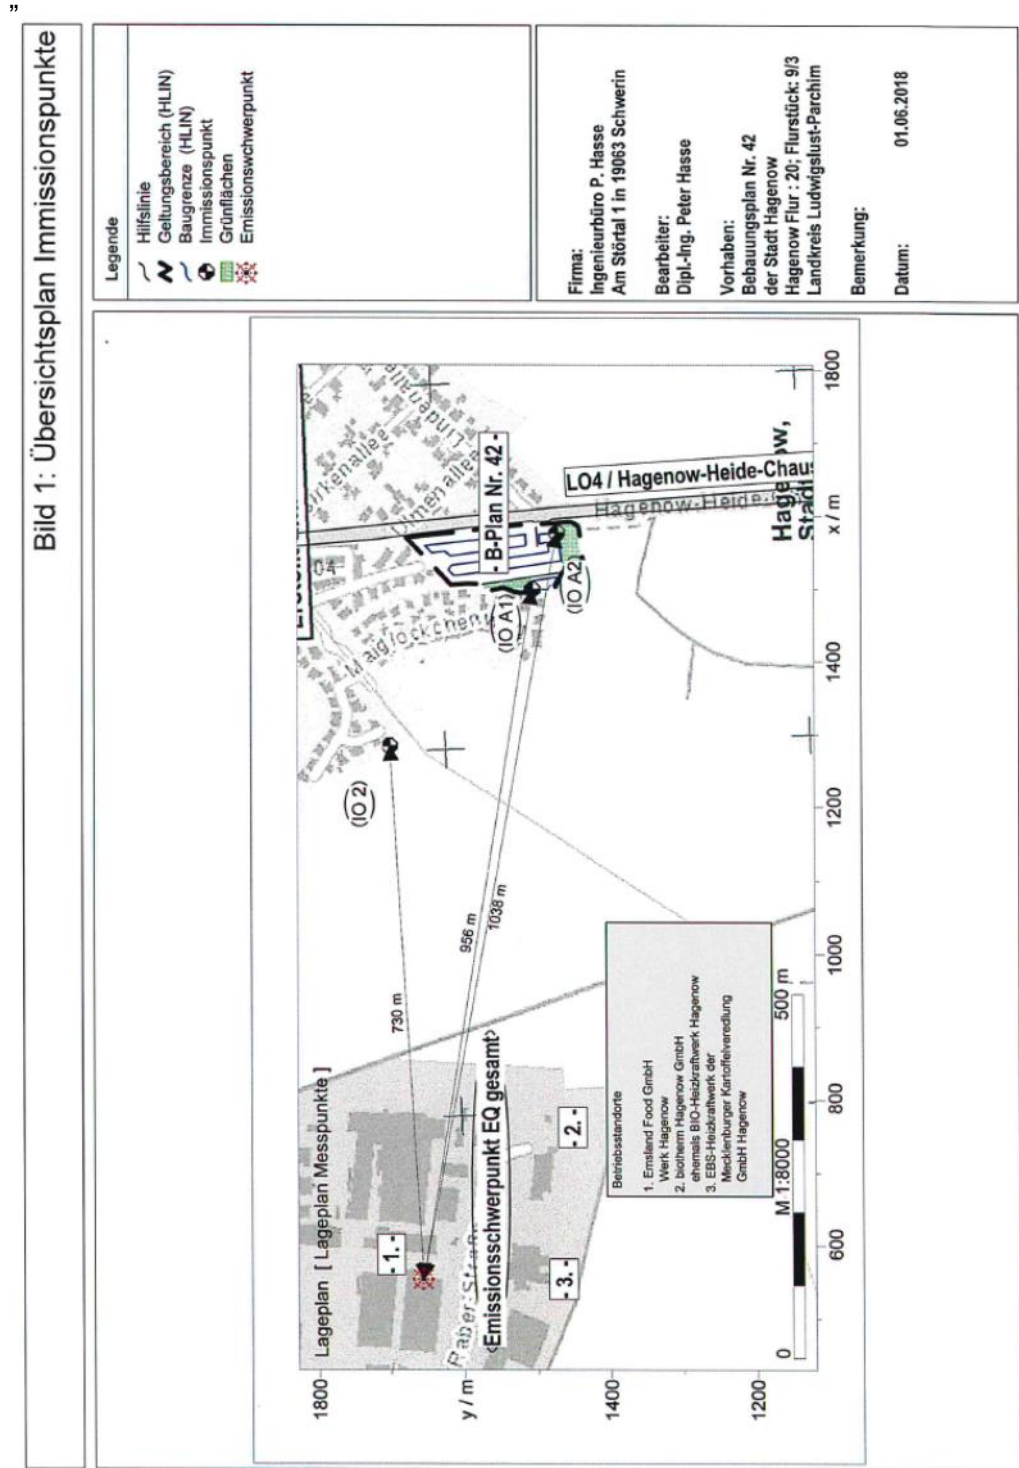 ”
Bild 1: Übersichtsplan Immissionspunkte
Legende
Hilfslinie
Geltungsbereich (HLIN)
Baugrenze (HLIN)
Immissionspunkt
Grünflächen
Emissionswchwerpunkt
Firma:
Ingenieurbüro P. Hasse
Am Störtal 1 in 19063 Schwerin
Bearbeiter:
Dipl.-Ing. Peter Hasse
Vorhaben:
Bebauungsplan Nr. 42
der Stadt Hagenow
Hagenow Flur : 20; Flurstück: 9/3
Landkreis Ludwigslust-Parchim
Bemerkung:
Datum: 01.06.2018
Lageplan [ Lageplan Messpunkte ]
1800
y / m
1400
1200
- 1. -
- 2. -
- 3. -
<Emissionsschwerpunkt EQ gesamt>
730 m
956 m
1038 m
(IO 2)
(IO A1)
(IO A2)
Ulmenallee
Lindenalle
- B-Plan Nr. 42 -
LO4 / Hagenow-Heide-Chaus
Hagenow-Heide-
04
Betriebsstandorte
1. Emsland Food GmbH
Werk Hagenow
2. biotherm Hagenow GmbH
ehemals BIO-Heizkraftwerk Hagenow
3. EBS-Heizkraftwerk der
Mecklenburger Kartoffelveredlung
GmbH Hagenow
0 M 1:8000 500 m
600
800
1000
1200
1400
x / m
1800